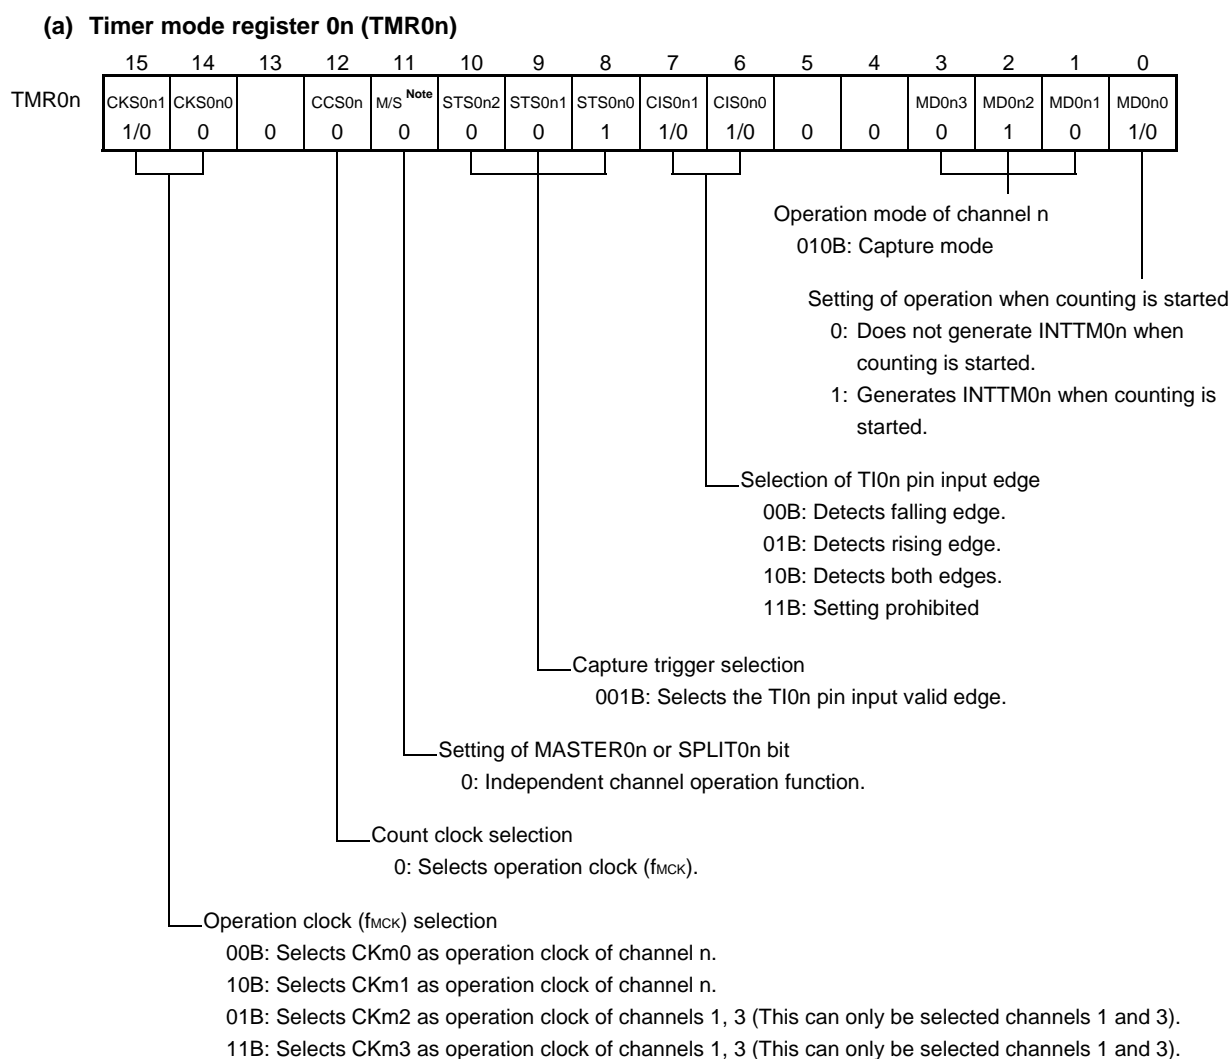 (a) Timer mode register 0n (TMR0n)
15 14 13 12 11 10 9 8 7 6 5 4 3 2 1 0
TMR0n CKS0n1 CKS0n0 CCS0n M/S Note STS0n2 STS0n1 STS0n0 CIS0n1 CIS0n0 MD0n3 MD0n2 MD0n1 MD0n0
1/0 0 0 0 0 0 0 1 1/0 1/0 0 0 0 1 0 1/0
Operation mode of channel n
010B: Capture mode
Setting of operation when counting is started
0: Does not generate INTTM0n when
counting is started.
1: Generates INTTM0n when counting is
started.
Selection of TI0n pin input edge
00B: Detects falling edge.
01B: Detects rising edge.
10B: Detects both edges.
11B: Setting prohibited
Capture trigger selection
001B: Selects the TI0n pin input valid edge.
Setting of MASTER0n or SPLIT0n bit
0: Independent channel operation function.
Count clock selection
0: Selects operation clock (fMCK).
Operation clock (fMCK) selection
00B: Selects CKm0 as operation clock of channel n.
10B: Selects CKm1 as operation clock of channel n.
01B: Selects CKm2 as operation clock of channels 1, 3 (This can only be selected channels 1 and 3).
11B: Selects CKm3 as operation clock of channels 1, 3 (This can only be selected channels 1 and 3).